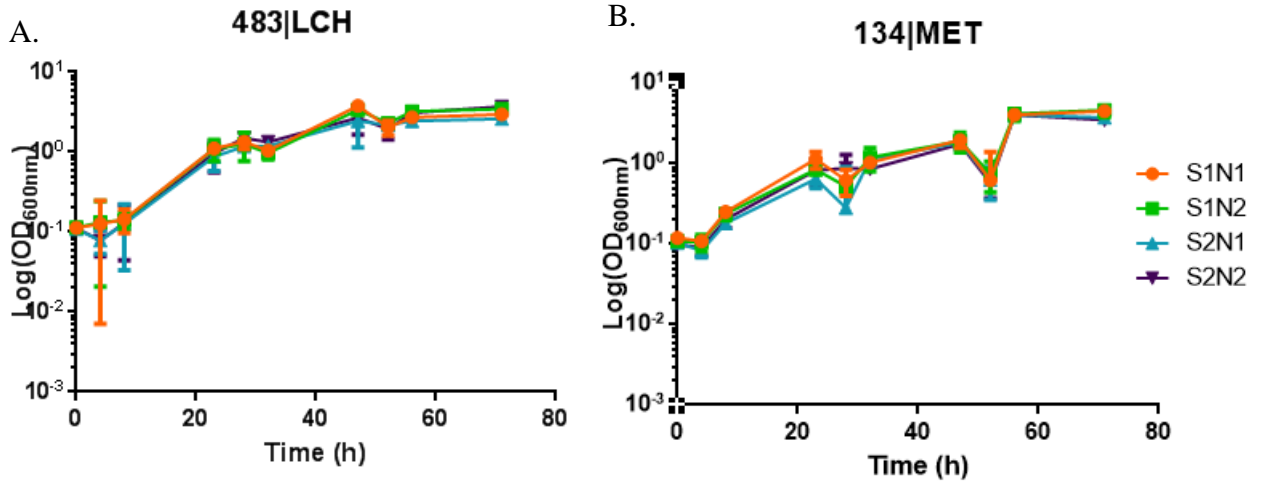 A.
483|LCH
Log(OD600nm)
10^1
10^0
10^-1
10^-2
10^-3
0 20 40 60 80
Time (h)
B.
134|MET
Log(OD600nm)
10^1
10^0
10^-1
10^-2
10^-3
0 20 40 60 80
Time (h)
S1N1
S1N2
S2N1
S2N2